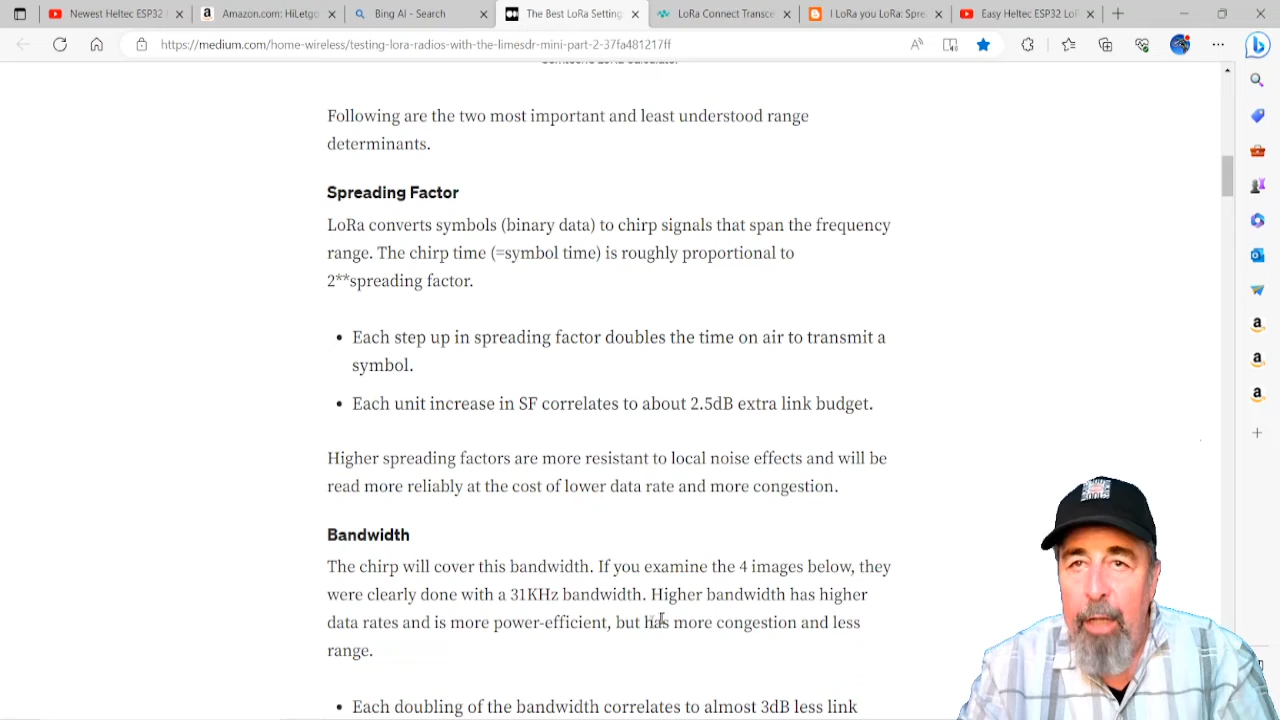 Newest Heltec ESP32
Amazon.com: HiLetgo
Bing AI - Search
The Best LoRa Setting
LoRa Connect Transce
I LoRa you LoRa: Spre
Easy Heltec ESP32 LoR
https://medium.com/home-wireless/testing-lora-radios-with-the-limesdr-mini-part-2-37fa481217ff
Following are the two most important and least understood range
determinants.
Spreading Factor
LoRa converts symbols (binary data) to chirp signals that span the frequency
range. The chirp time (=symbol time) is roughly proportional to
2**spreading factor.
• Each step up in spreading factor doubles the time on air to transmit a
symbol.
• Each unit increase in SF correlates to about 2.5dB extra link budget.
Higher spreading factors are more resistant to local noise effects and will be
read more reliably at the cost of lower data rate and more congestion.
Bandwidth
The chirp will cover this bandwidth. If you examine the 4 images below, they
were clearly done with a 31KHz bandwidth. Higher bandwidth has higher
data rates and is more power-efficient, but has more congestion and less
range.
• Each doubling of the bandwidth correlates to almost 3dB less link